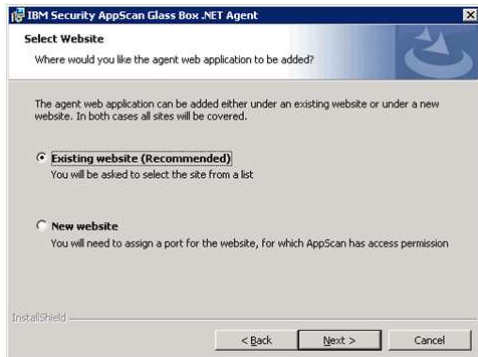 IBM Security AppScan Glass Box .NET Agent
Select Website
Where would you like the agent web application to be added?
The agent web application can be added either under an existing website or under a new
website. In both cases all sites will be covered.
Existing website (Recommended)
You will be asked to select the site from a list
New website
You will need to assign a port for the website, for which AppScan has access permission
InstallShield
< Back
Next >
Cancel